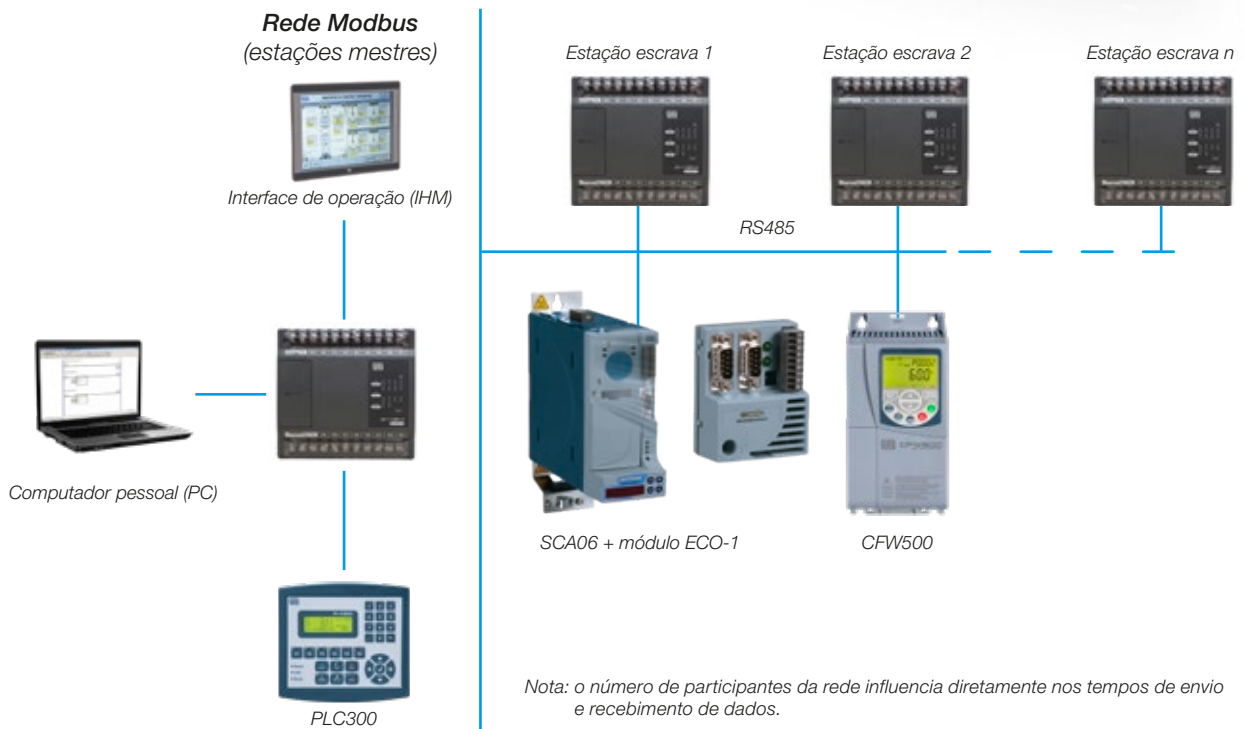 Rede Modbus
(estações mestres)
Interface de operação (IHM)
Computador pessoal (PC)
PLC300
Estação escrava 1
Estação escrava 2
Estação escrava n
RS485
SCA06 + módulo ECO-1
CFW500
Nota: o número de participantes da rede influencia diretamente nos tempos de envio
e recebimento de dados.